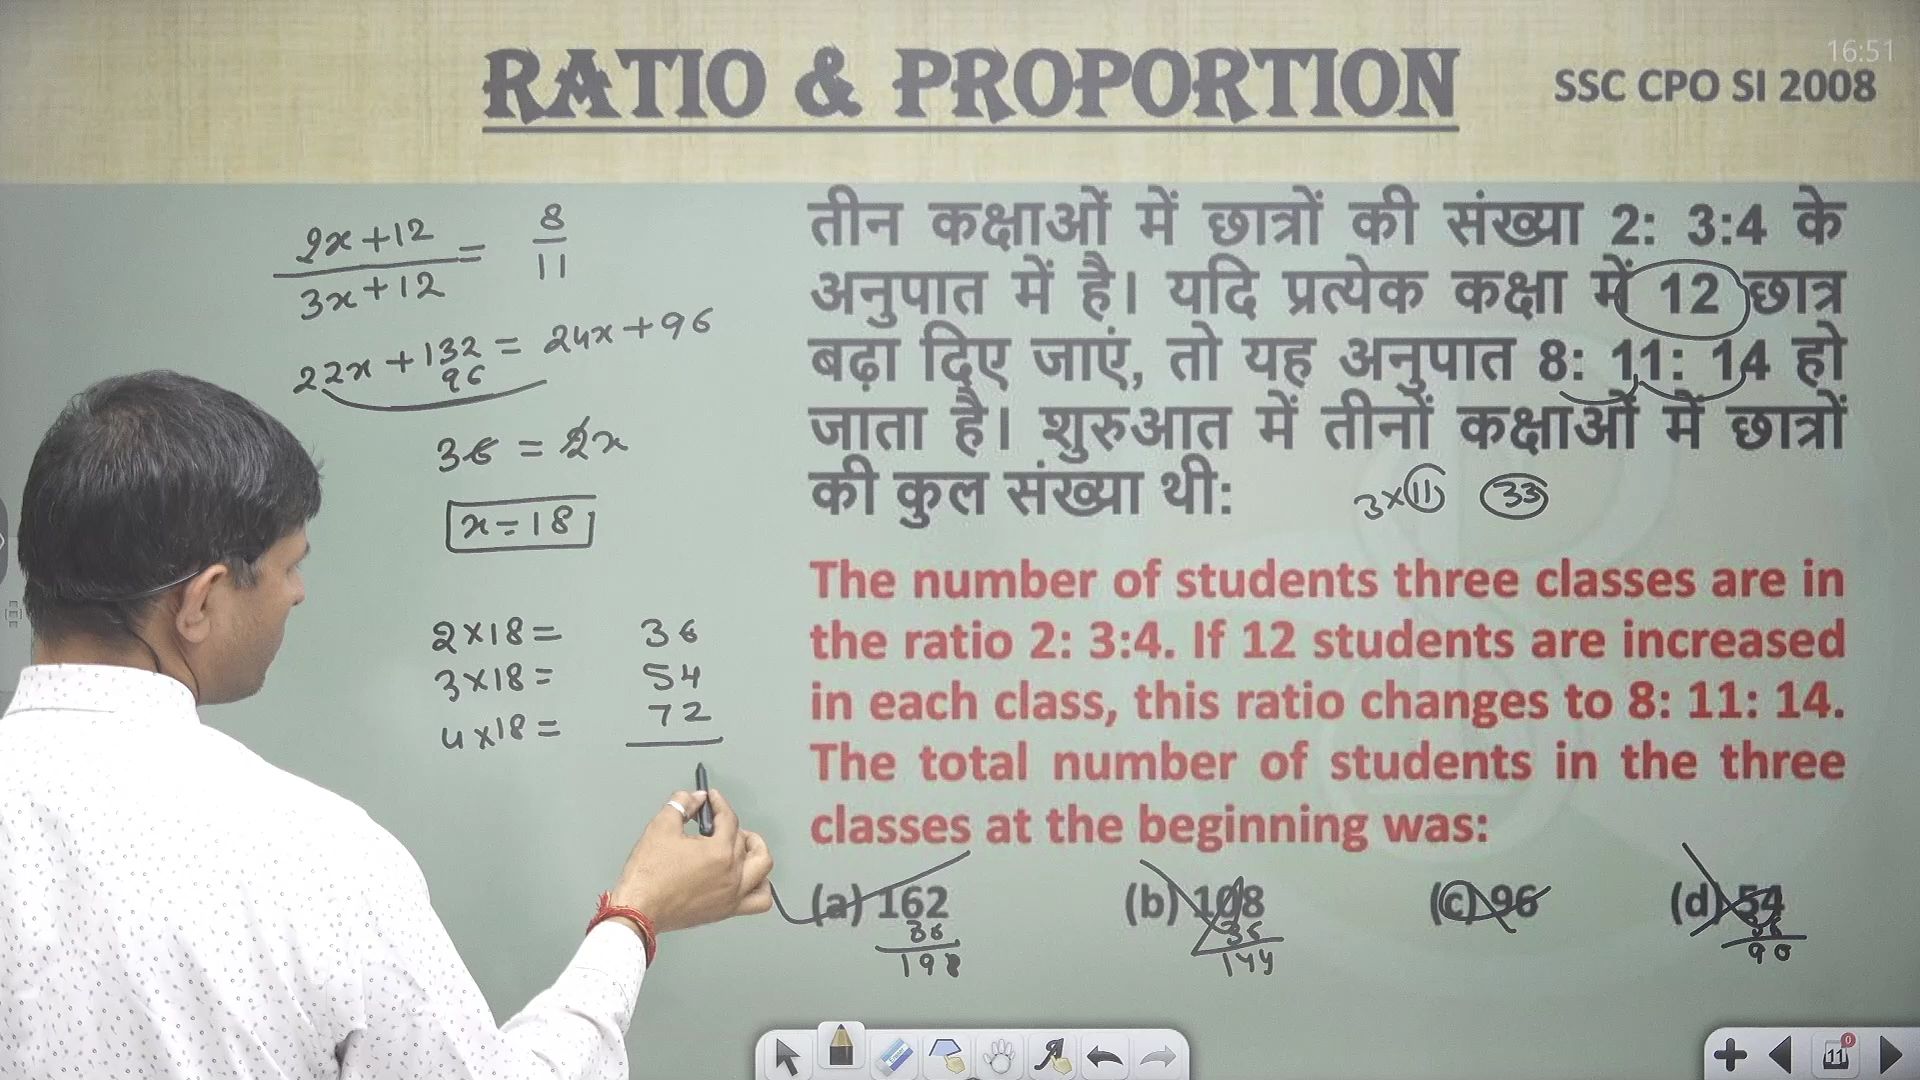 RATIO & PROPORTION
16:51
SSC CPO SI 2008
तीन कक्षाओं में छात्रों की संख्या 2: 3:4 के
अनुपात में है। यदि प्रत्येक कक्षा में 12 छात्र
बढ़ा दिए जाएं, तो यह अनुपात 8: 11: 14 हो
जाता है। शुरुआत में तीनों कक्षाओं में छात्रों
की कुल संख्या थी:
3×11 33
The number of students three classes are in
the ratio 2: 3:4. If 12 students are increased
in each class, this ratio changes to 8: 11: 14.
The total number of students in the three
classes at the beginning was:
(a) 162 (b) 108 (c) 96 (d) 54
36 36 36
198 144 90
2x+12 = 8
3x+12 11
22x+132 = 24x+96
96
36 = 2x
x=18
2×18= 36
3×18= 54
4×18= 72
11
0